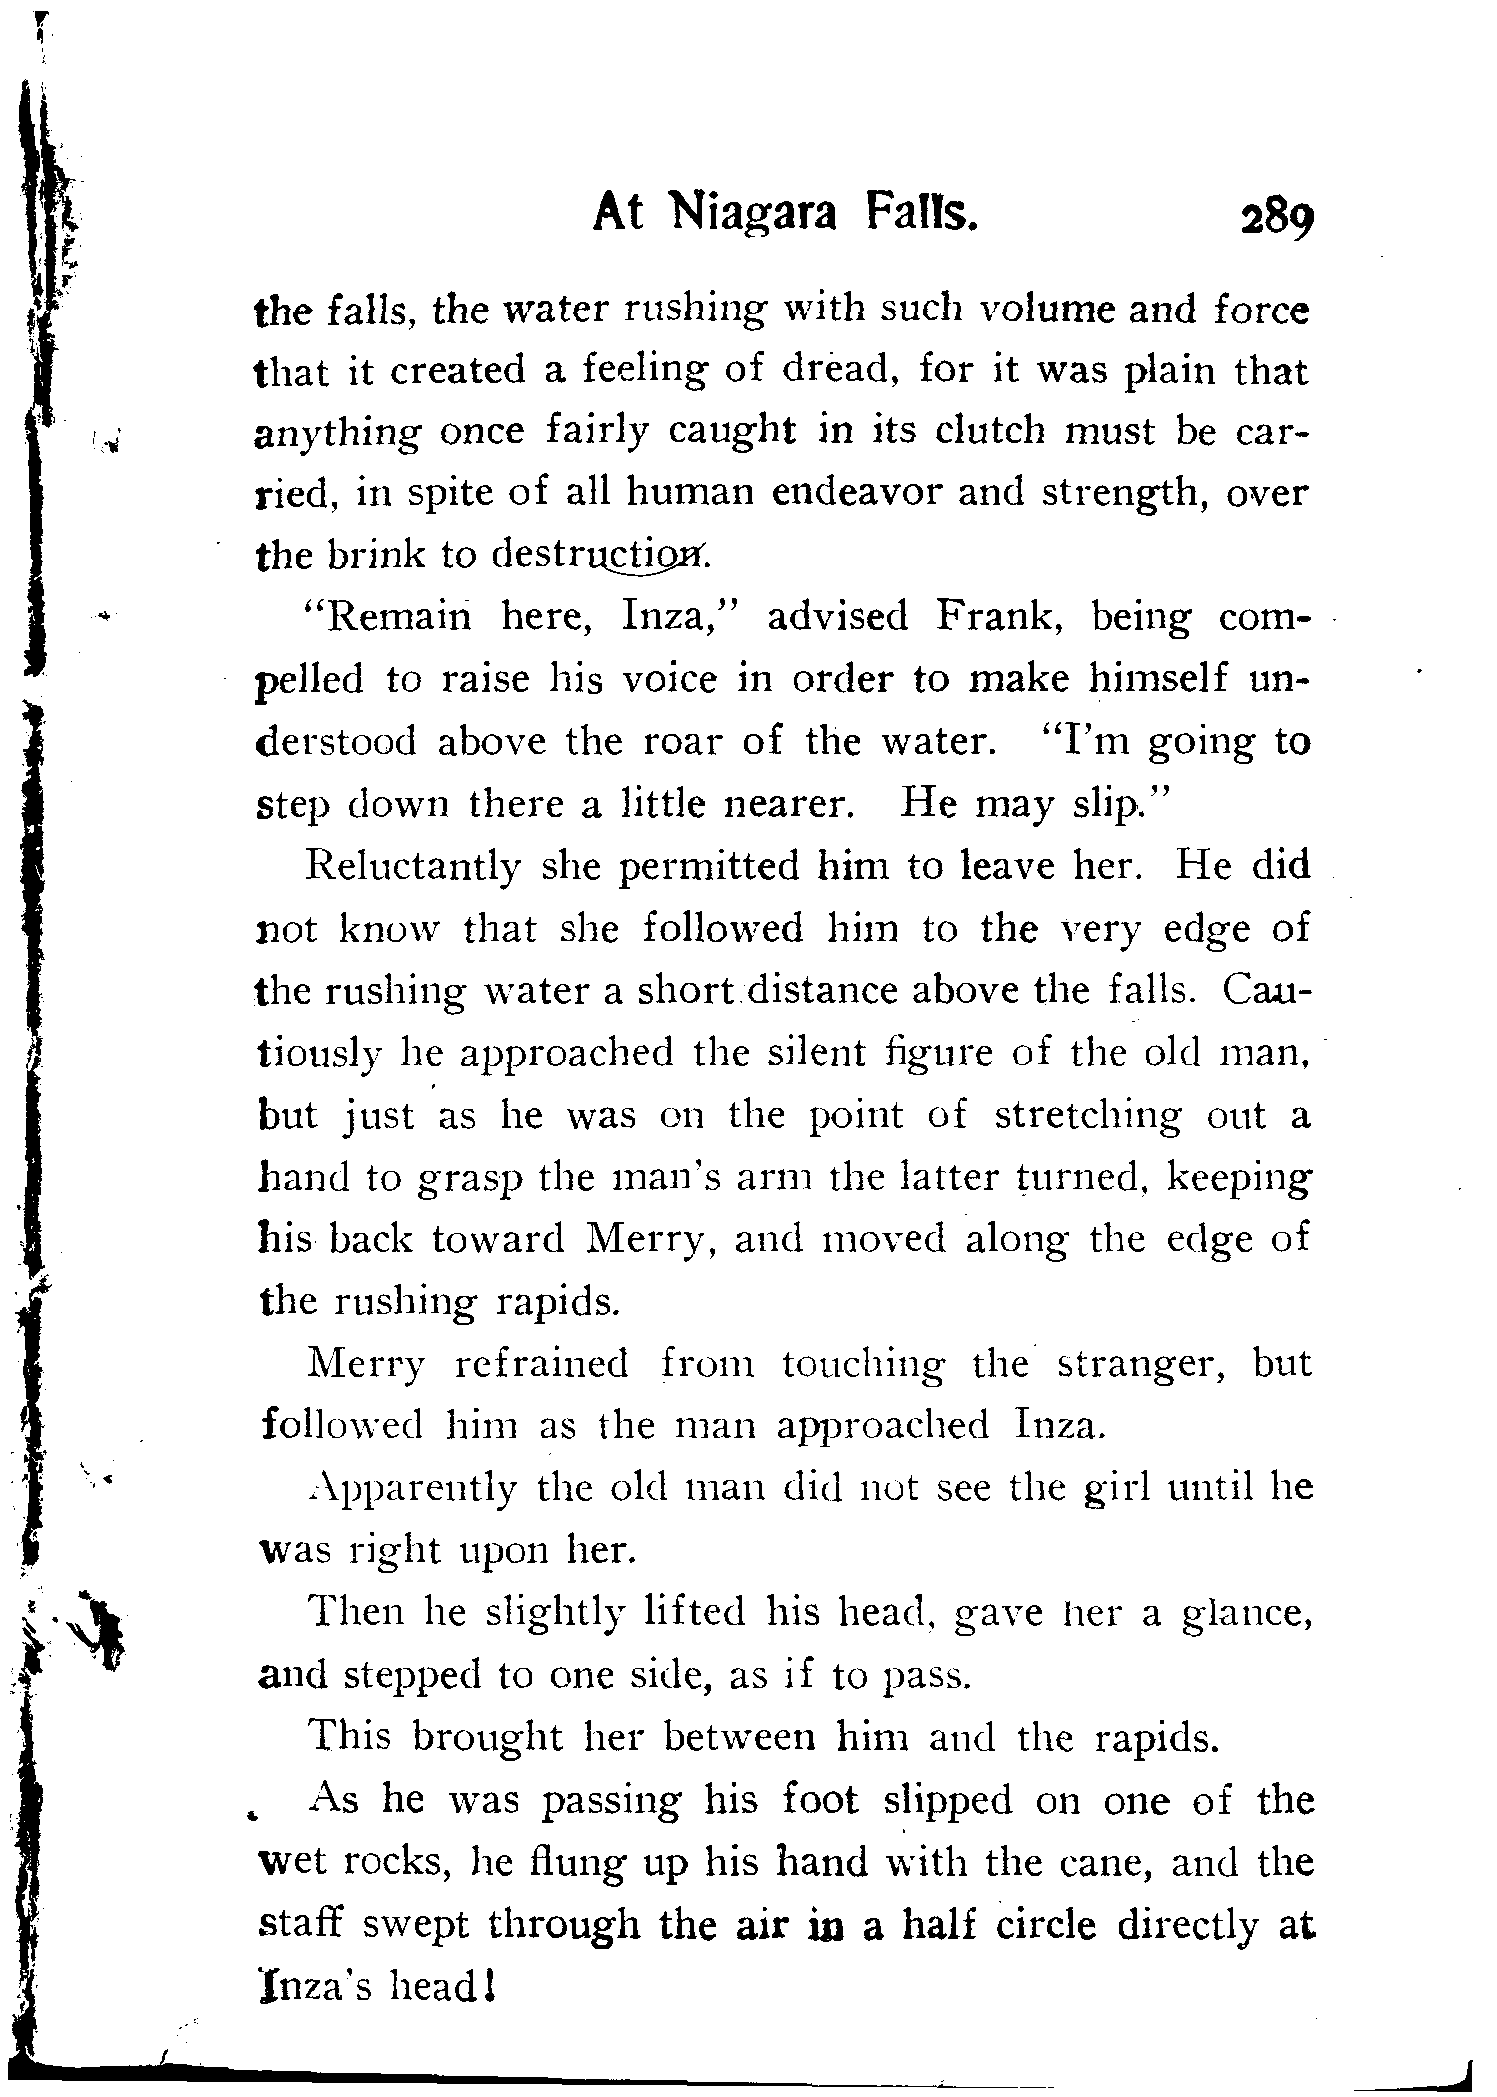 At Niagara Falls. 289
the falls, the water rushing with such volume and force
that it created a feeling of dread, for it was plain that
anything once fairly caught in its clutch must be car-
ried, in spite of all human endeavor and strength, over
the brink to destruction.
"Remain here, Inza," advised Frank, being com-
pelled to raise his voice in order to make himself un-
derstood above the roar of the water. "I'm going to
step down there a little nearer. He may slip."
Reluctantly she permitted him to leave her. He did
not know that she followed him to the very edge of
the rushing water a short distance above the falls. Cau-
tiously he approached the silent figure of the old man,
but just as he was on the point of stretching out a
hand to grasp the man's arm the latter turned, keeping
his back toward Merry, and moved along the edge of
the rushing rapids.
Merry refrained from touching the stranger, but
followed him as the man approached Inza.
Apparently the old man did not see the girl until he
was right upon her.
Then he slightly lifted his head, gave her a glance,
and stepped to one side, as if to pass.
This brought her between him and the rapids.
As he was passing his foot slipped on one of the
wet rocks, he flung up his hand with the cane, and the
staff swept through the air in a half circle directly at
Inza's head!